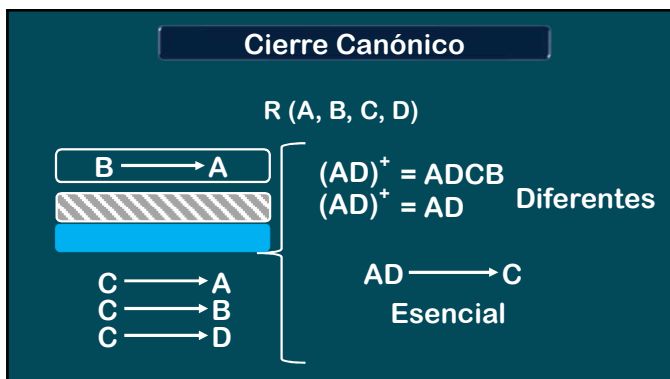 Cierre Canónico
R (A, B, C, D)
B → A
C → A
C → B
C → D
(AD)⁺ = ADCB
(AD)⁺ = AD
Diferentes
AD → C
Esencial